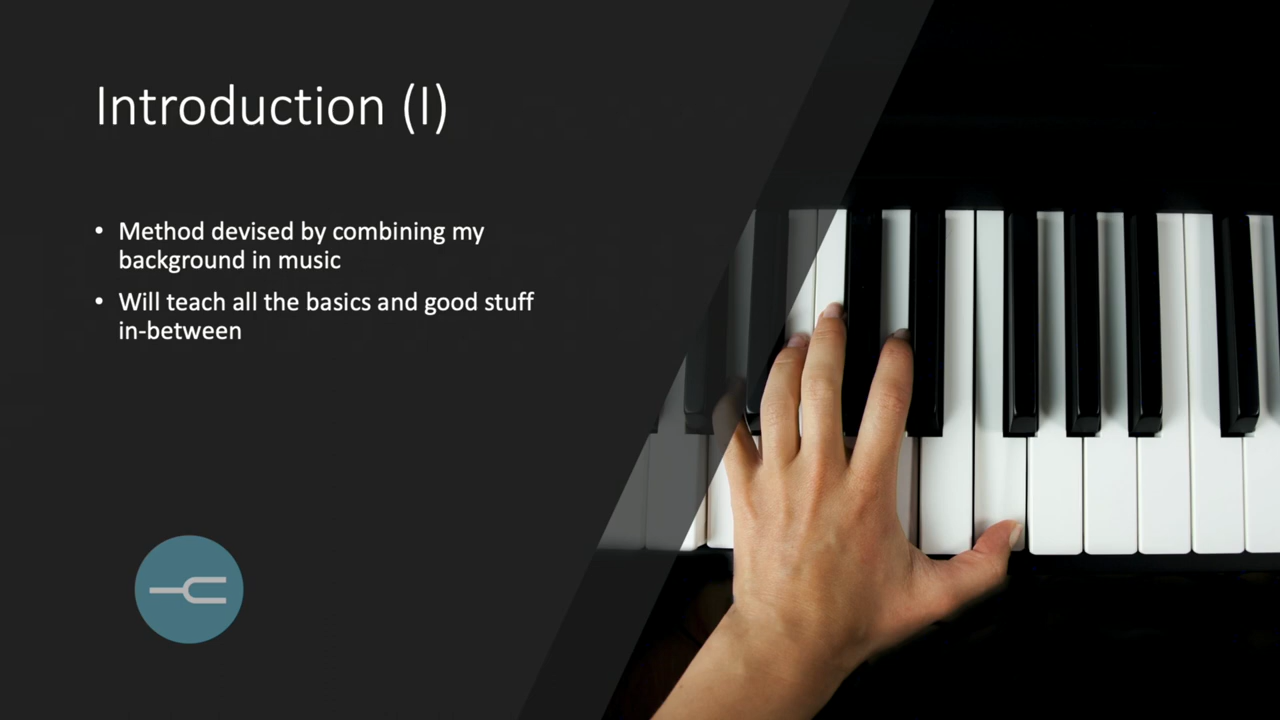 Introduction (I)
• Method devised by combining my
background in music
• Will teach all the basics and good stuff
in-between